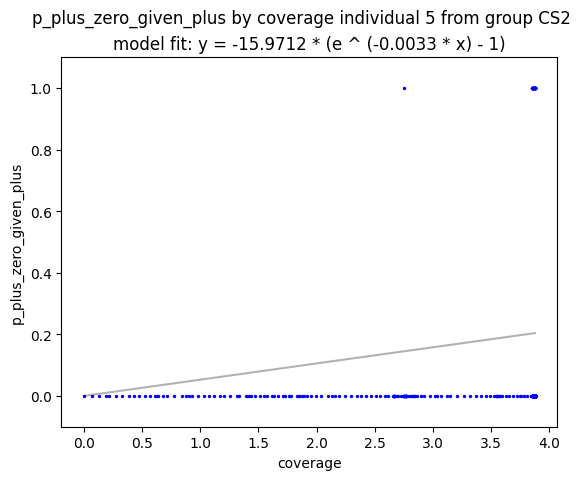 p_plus_zero_given_plus by coverage individual 5 from group CS2
model fit: y = -15.9712 * (e ^ (-0.0033 * x) - 1)
1.0
0.8
0.6
0.4
0.2
0.0
p_plus_zero_given_plus
0.0 0.5 1.0 1.5 2.0 2.5 3.0 3.5 4.0
coverage